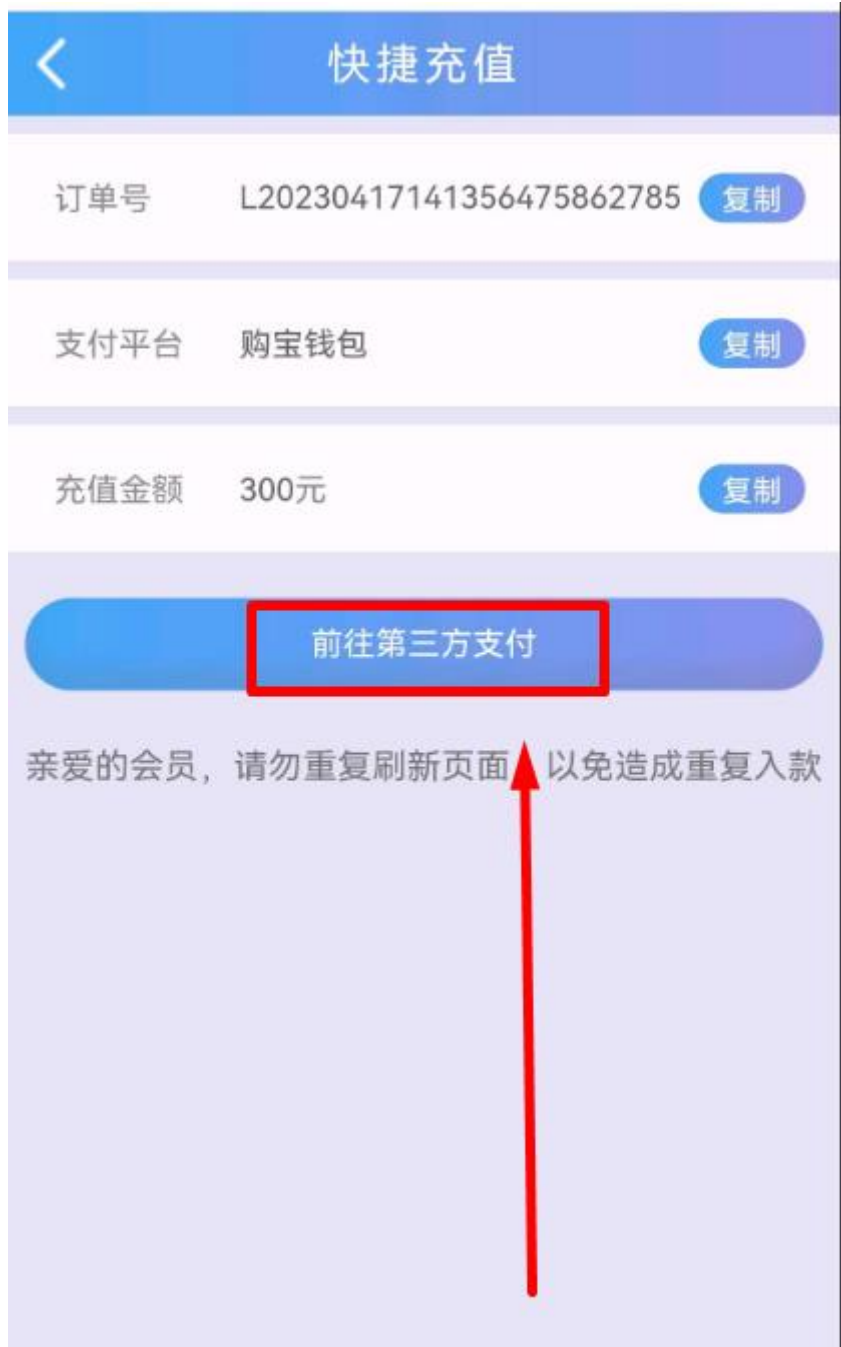 快捷充值
订单号 L20230417141356475862785 复制
支付平台 购宝钱包 复制
充值金额 300元 复制
前往第三方支付
亲爱的会员，请勿重复刷新页面 以免造成重复入款